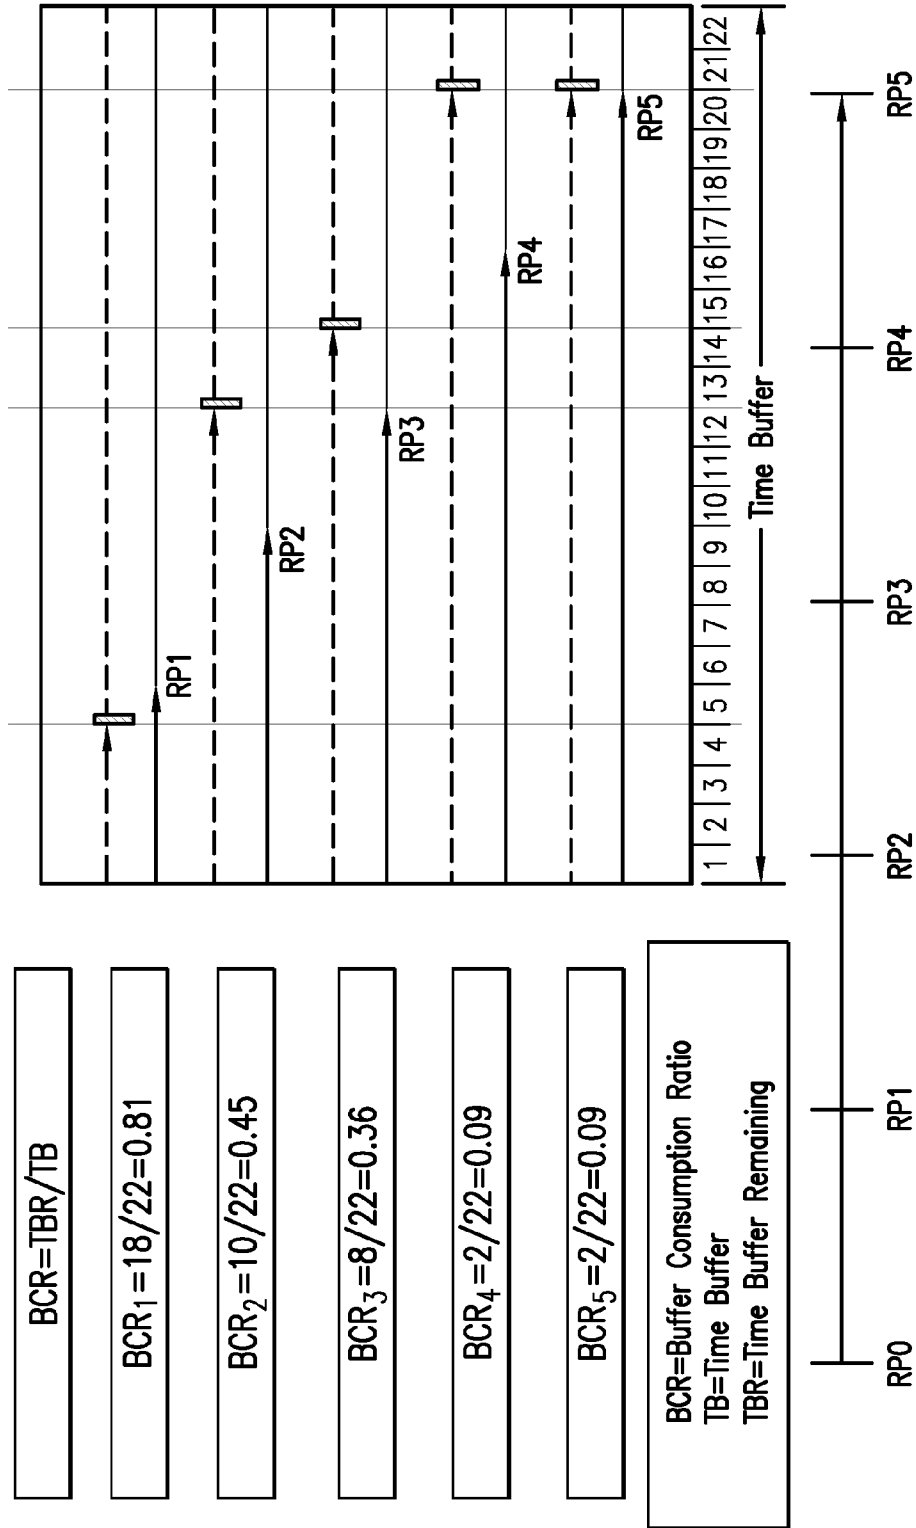 BCR=TBR/TB
BCR₁=18/22=0.81
BCR₂=10/22=0.45
BCR₃=8/22=0.36
BCR₄=2/22=0.09
BCR₅=2/22=0.09
BCR=Buffer Consumption Ratio
TB=Time Buffer
TBR=Time Buffer Remaining
RP1
RP2
RP3
RP4
RP5
1 2 3 4 5 6 7 8 9 10 11 12 13 14 15 16 17 18 19 20 21 22
Time Buffer
RP0 RP1 RP2 RP3 RP4 RP5